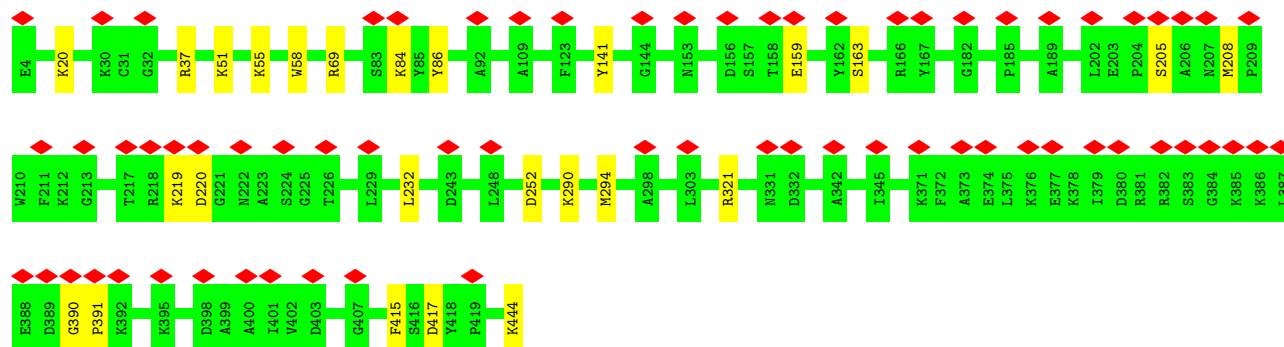 E4 K20 K30 C31 G32 R37 K51 K55 W58 R69 S83 K84 Y85 Y86 A92 A109 F123 Y141 G144 N153 D156 S157 T158 E159 Y162 S163 R166 Y167 G182 P185 A189 L202 E203 P204 S205 A206 N207 M208 P209
W210 F211 K212 G213 T217 R218 K219 D220 G221 N222 A223 S224 G225 T226 L229 L232 D243 L248 D252 K290 M294 A298 L303 R321 N331 D332 A342 I345 K371 F372 A373 E374 L375 K376 E377 K378 I379 D380 R381 R382 S383 G384 K385 K386 L387
E388 D389 G390 P391 K392 K395 D398 A399 A400 I401 V402 D403 G407 F415 S416 D417 Y418 P419 K444